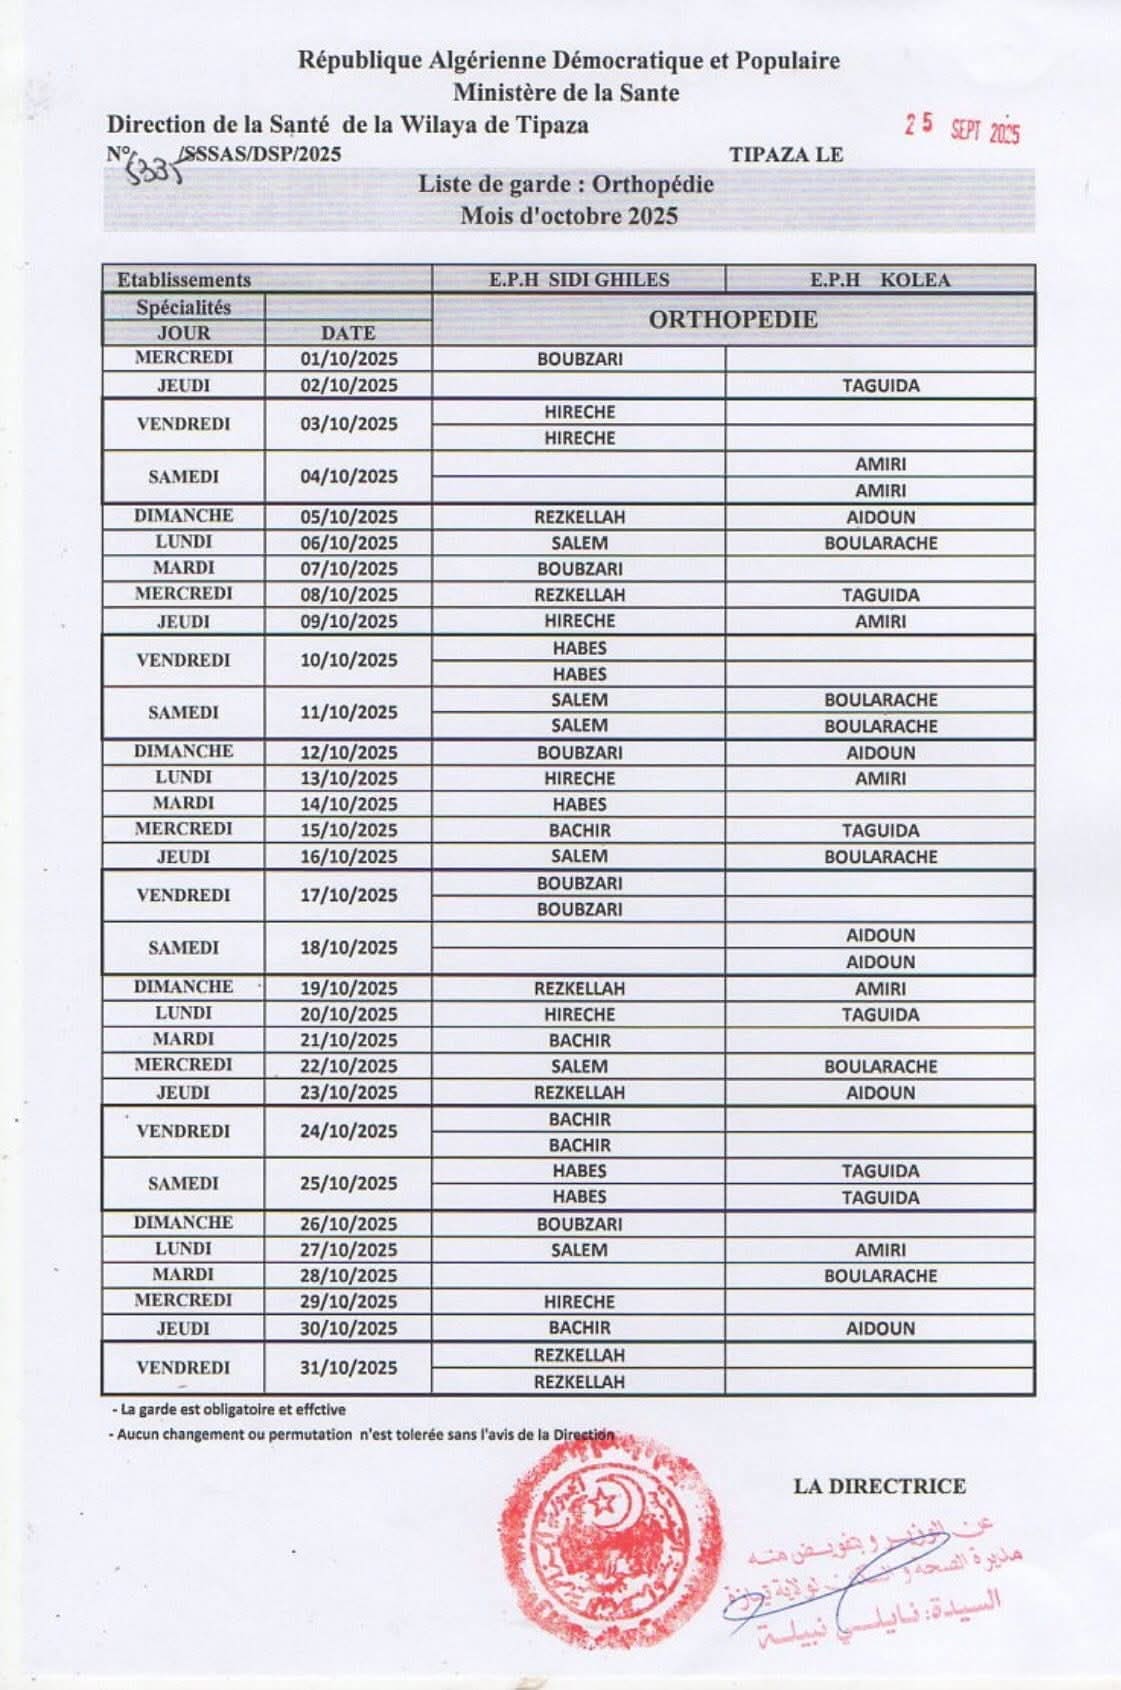 République Algérienne Démocratique et Populaire
Ministère de la Sante
Direction de la Santé de la Wilaya de Tipaza
25 SEPT 2025
N° 5335 /SSSAS/DSP/2025 TIPAZA LE
Liste de garde : Orthopédie
Mois d'octobre 2025
Etablissements E.P.H SIDI GHILES E.P.H KOLEA
Spécialités ORTHOPEDIE
JOUR DATE
MERCREDI 01/10/2025 BOUBZARI
JEUDI 02/10/2025 TAGUIDA
VENDREDI 03/10/2025 HIRECHE
HIRECHE
SAMEDI 04/10/2025 AMIRI
AMIRI
DIMANCHE 05/10/2025 REZKELLAH AIDOUN
LUNDI 06/10/2025 SALEM BOULARACHE
MARDI 07/10/2025 BOUBZARI
MERCREDI 08/10/2025 REZKELLAH TAGUIDA
JEUDI 09/10/2025 HIRECHE AMIRI
VENDREDI 10/10/2025 HABES
HABES
SAMEDI 11/10/2025 SALEM BOULARACHE
SALEM BOULARACHE
DIMANCHE 12/10/2025 BOUBZARI AIDOUN
LUNDI 13/10/2025 HIRECHE AMIRI
MARDI 14/10/2025 HABES
MERCREDI 15/10/2025 BACHIR TAGUIDA
JEUDI 16/10/2025 SALEM BOULARACHE
VENDREDI 17/10/2025 BOUBZARI
BOUBZARI
SAMEDI 18/10/2025 AIDOUN
AIDOUN
DIMANCHE 19/10/2025 REZKELLAH AMIRI
LUNDI 20/10/2025 HIRECHE TAGUIDA
MARDI 21/10/2025 BACHIR
MERCREDI 22/10/2025 SALEM BOULARACHE
JEUDI 23/10/2025 REZKELLAH AIDOUN
VENDREDI 24/10/2025 BACHIR
BACHIR
SAMEDI 25/10/2025 HABES TAGUIDA
HABES TAGUIDA
DIMANCHE 26/10/2025 BOUBZARI
LUNDI 27/10/2025 SALEM AMIRI
MARDI 28/10/2025 BOULARACHE
MERCREDI 29/10/2025 HIRECHE
JEUDI 30/10/2025 BACHIR AIDOUN
VENDREDI 31/10/2025 REZKELLAH
REZKELLAH
- La garde est obligatoire et effctive
- Aucun changement ou permutation n'est tolerée sans l'avis de la Direction
LA DIRECTRICE
عن الوزير و بتفويض منه
مديرة الصحة و السكان لولاية تيبازة
السيدة: نايلي نبيلة